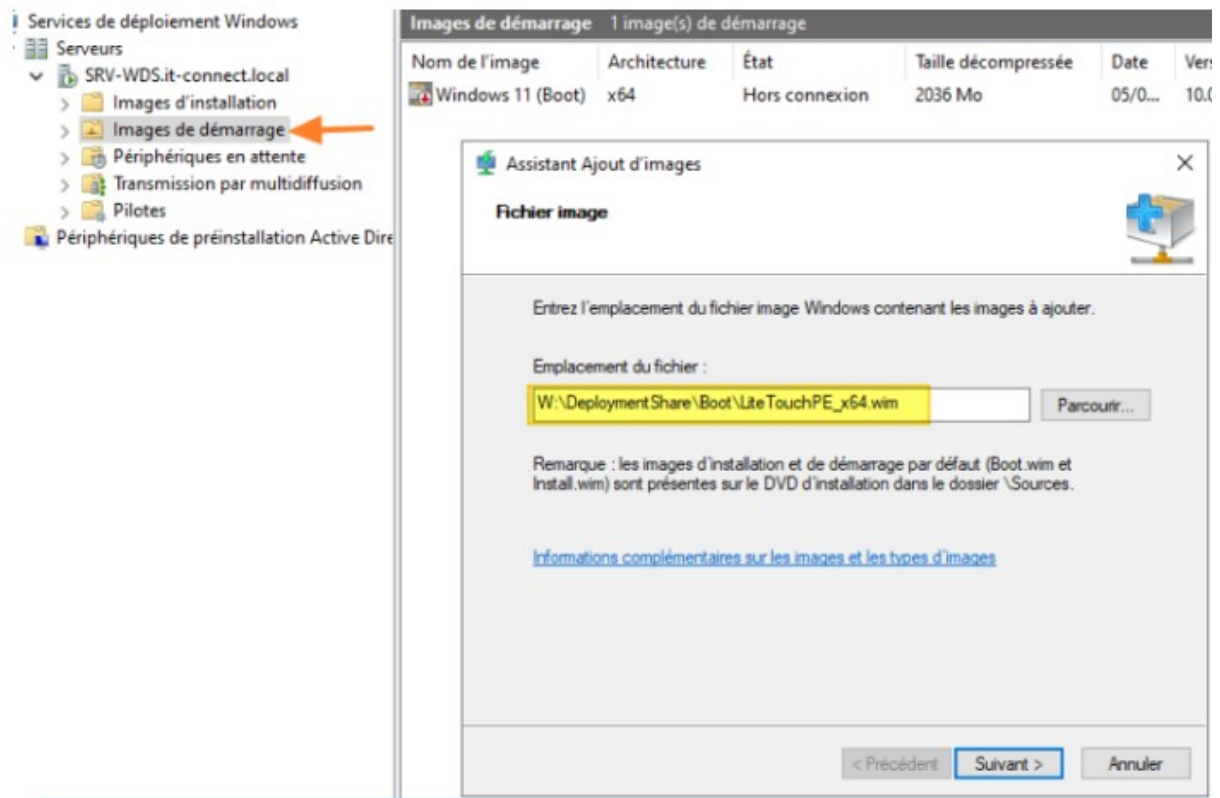 Services de déploiement Windows
Serveurs
SRV-WDS.it-connect.local
Images d'installation
Images de démarrage
Périphériques en attente
Transmission par multidiffusion
Pilotes
Périphériques de préinstallation Active Dire
Images de démarrage 1 image(s) de démarrage
Nom de l'image Architecture État Taille décompressée Date Vers
Windows 11 (Boot) x64 Hors connexion 2036 Mo 05/0... 10.0
Assistant Ajout d'images
Fichier image
Entrez l'emplacement du fichier image Windows contenant les images à ajouter.
Emplacement du fichier :
W:\DeploymentShare\Boot\LiteTouchPE_x64.wim
Parcourir...
Remarque : les images d'installation et de démarrage par défaut (Boot.wim et
Install.wim) sont présentes sur le DVD d'installation dans le dossier \Sources.
Informations complémentaires sur les images et les types d'images
< Précédent Suivant > Annuler